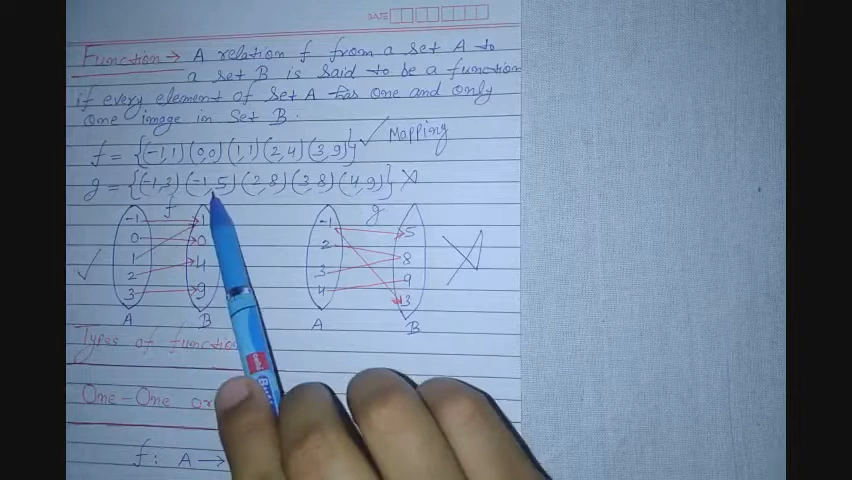 DATE
Function → A relation f from a set A to
a set B is said to be a function
if every element of set A has one and only
one image in set B.
f = {(-1,1) (0,0) (1,1) (2,4) (3,9)} ✓ Mapping
g = {(-1,3) (-1,5) (2,8) (3,8) (4,9)} ×
f g
-1 1 -1 5
0 0 2 8
1 4 3 9
2 9 4 3
3
A B A B
Types of function
One-One or
f: A →